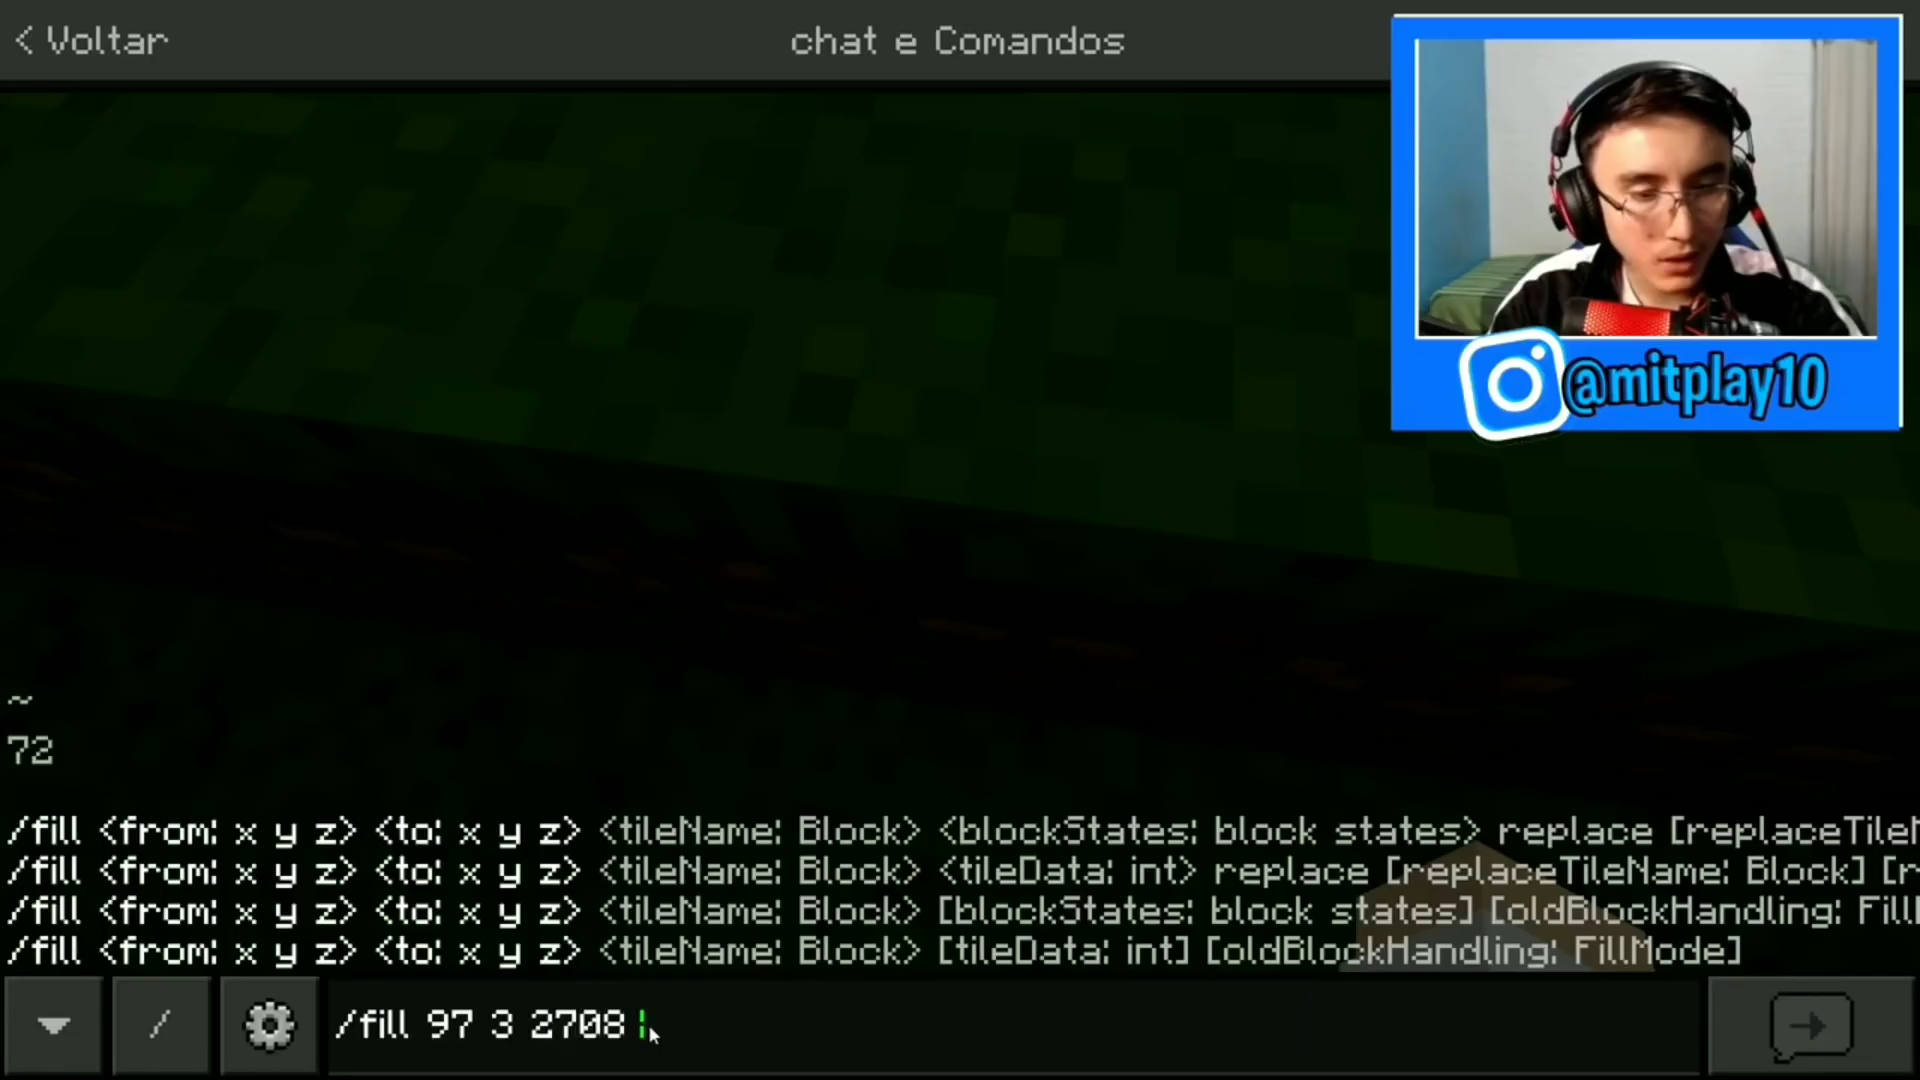 Voltar
chat e Comandos
@mitplay10
~
72
/fill <from: x y z> <to: x y z> <tileName: Block> <blockStates: block states> replace [replaceTileN
/fill <from: x y z> <to: x y z> <tileName: Block> <tileData: int> replace [replaceTileName: Block] [r
/fill <from: x y z> <to: x y z> <tileName: Block> [blockStates: block states] [oldBlockHandling: Fill
/fill <from: x y z> <to: x y z> <tileName: Block> [tileData: int] [oldBlockHandling: FillMode]
/
/fill 97 3 2708